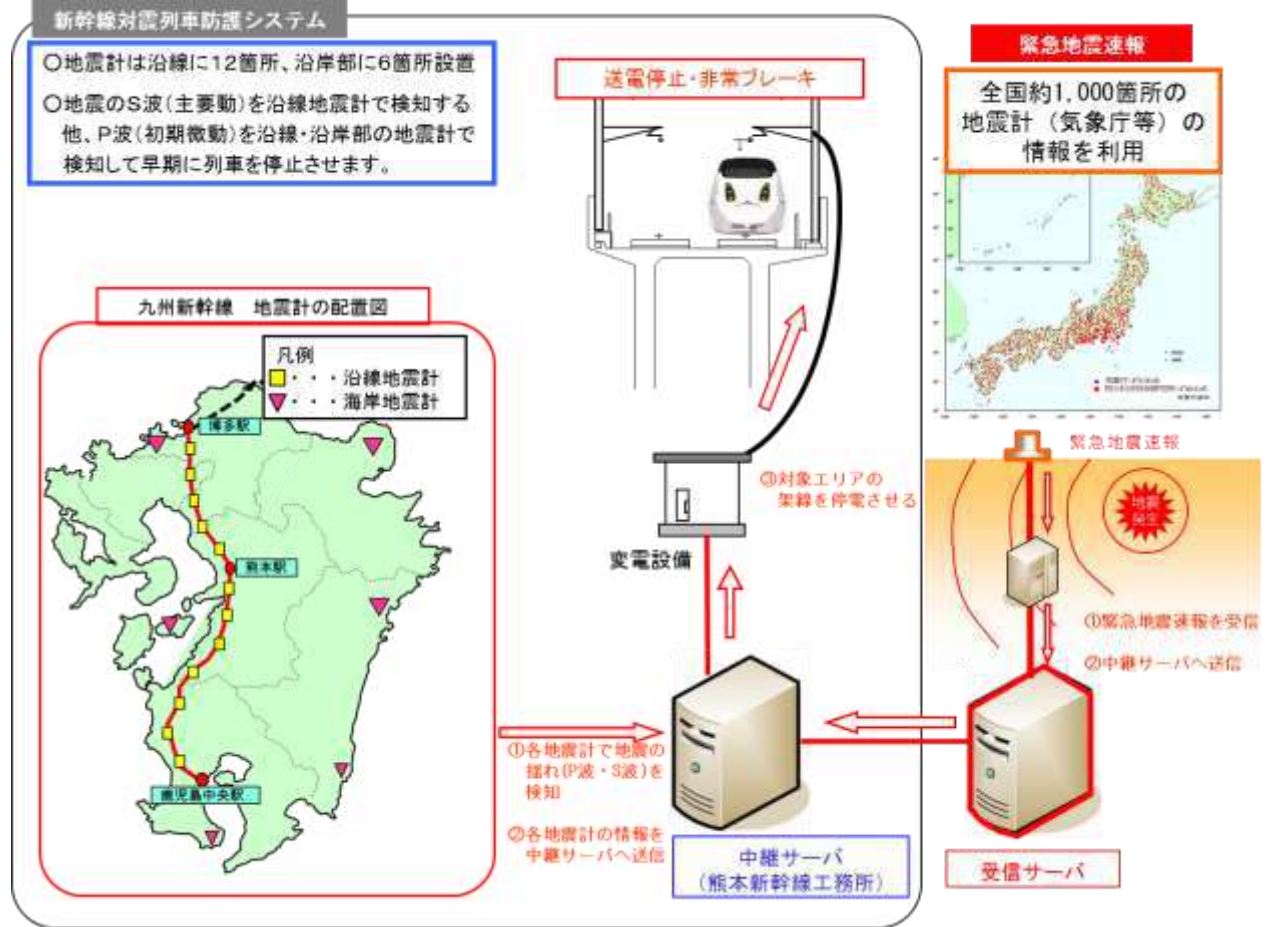 新幹線対震列車防護システム
○地震計は沿線に12箇所、沿岸部に6箇所設置
○地震のS波(主要動)を沿線地震計で検知する
他、P波(初期微動)を沿線・沿岸部の地震計で
検知して早期に列車を停止させます。
送電停止・非常ブレーキ
緊急地震速報
全国約1,000箇所の
地震計（気象庁等）の
情報を利用
九州新幹線　地震計の配置図
凡例
・・・沿線地震計
・・・海岸地震計
博多駅
熊本駅
鹿児島中央駅
③対象エリアの
架線を停電させる
変電設備
緊急地震速報
地震
発生
①緊急地震速報を受信
②中継サーバへ送信
①各地震計で地震の
揺れ(P波・S波)を
検知
②各地震計の情報を
中継サーバへ送信
中継サーバ
(熊本新幹線工務所)
受信サーバ